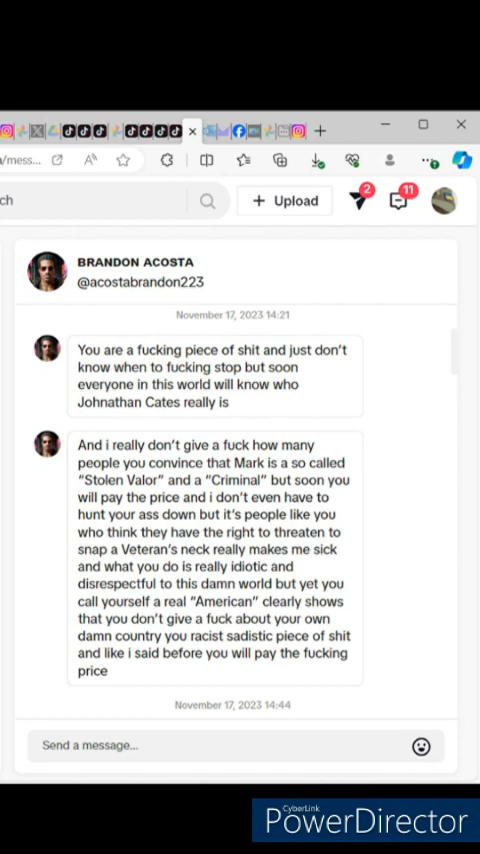 a/mess...
ch
+ Upload
2
11
BRANDON ACOSTA
@acostabrandon223
November 17, 2023 14:21
You are a fucking piece of shit and just don't
know when to fucking stop but soon
everyone in this world will know who
Johnathan Cates really is
And i really don't give a fuck how many
people you convince that Mark is a so called
"Stolen Valor" and a "Criminal" but soon you
will pay the price and i don't even have to
hunt your ass down but it's people like you
who think they have the right to threaten to
snap a Veteran's neck really makes me sick
and what you do is really idiotic and
disrespectful to this damn world but yet you
call yourself a real "American" clearly shows
that you don't give a fuck about your own
damn country you racist sadistic piece of shit
and like i said before you will pay the fucking
price
November 17, 2023 14:44
Send a message...
CyberLink
PowerDirector